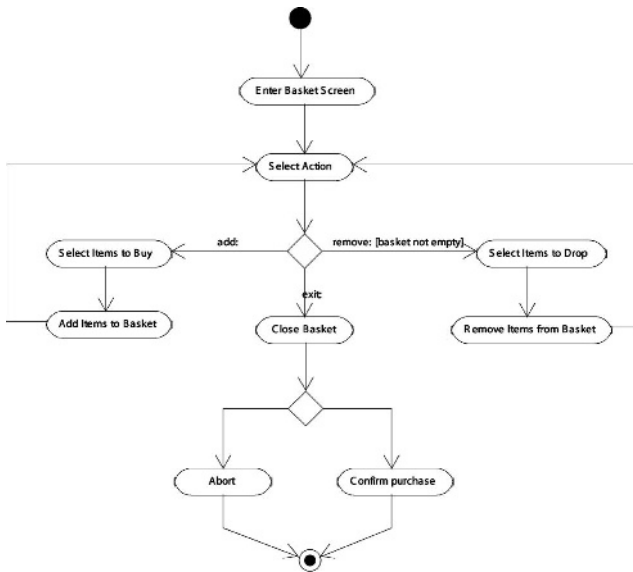 Enter Basket Screen
Select Action
Select Items to Buy
add:
remove: [basket not empty]
Select Items to Drop
exit:
Add Items to Basket
Close Basket
Remove Items from Basket
Abort
Confirm purchase